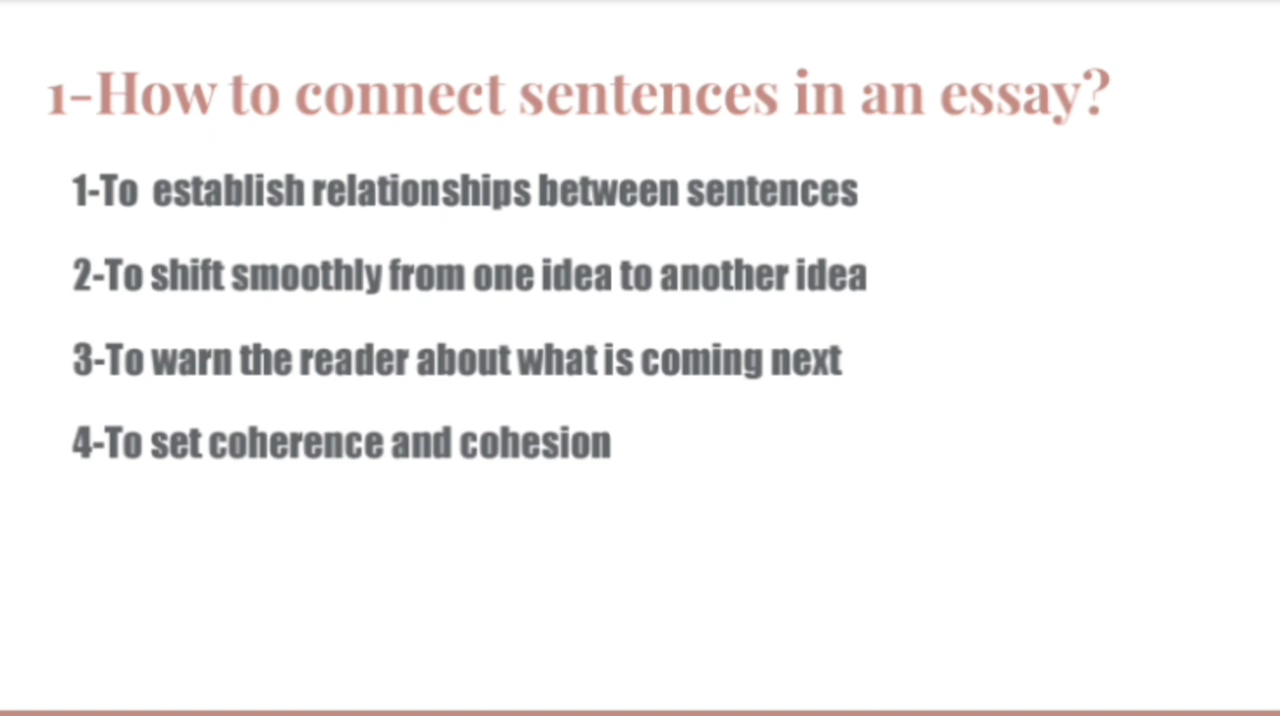 1-How to connect sentences in an essay?
1-To establish relationships between sentences
2-To shift smoothly from one idea to another idea
3-To warn the reader about what is coming next
4-To set coherence and cohesion